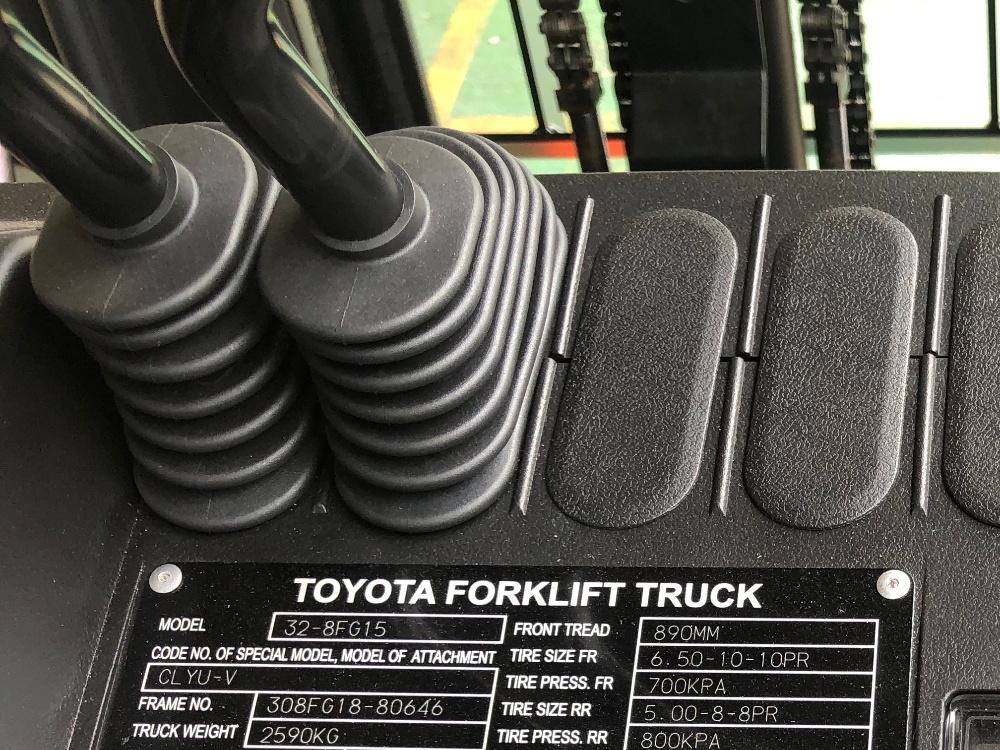 TOYOTA FORKLIFT TRUCK
MODEL 32-8FG15
CODE NO. OF SPECIAL MODEL, MODEL OF ATTACHMENT
CLYU-V
FRAME NO. 308FG18-80646
TRUCK WEIGHT 2590KG
FRONT TREAD 890MM
TIRE SIZE FR 6.50-10-10PR
TIRE PRESS. FR 700KPA
TIRE SIZE RR 5.00-8-8PR
TIRE PRESS. RR 800KPA